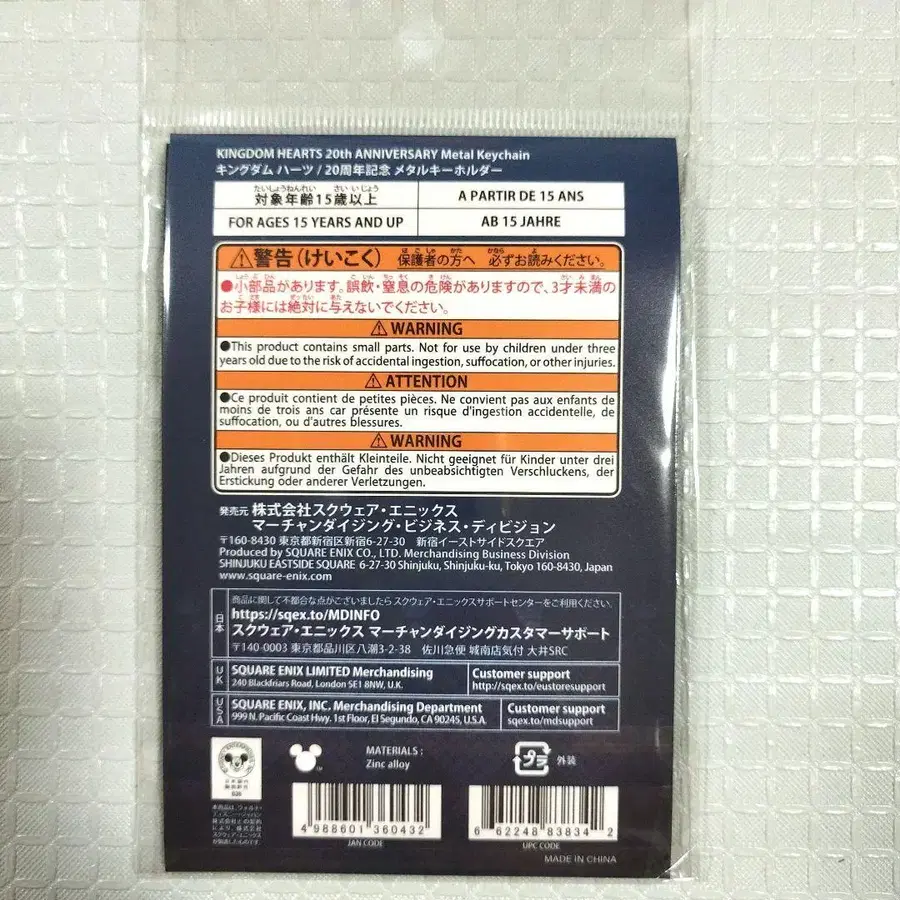 KINGDOM HEARTS 20th ANNIVERSARY Metal Keychain
キングダム ハーツ / 20周年記念 メタルキーホルダー
たいしょうねんれい さい いじょう
対象年齢15歳以上
A PARTIR DE 15 ANS
FOR AGES 15 YEARS AND UP
AB 15 JAHRE
⚠警告(けいこく) 保護者の方へ 必ずお読みください。
●小部品があります。誤飲・窒息の危険がありますので、3才未満の
お子様には絶対に与えないでください。
⚠ WARNING
●This product contains small parts. Not for use by children under three
years old due to the risk of accidental ingestion, suffocation, or other injuries.
⚠ ATTENTION
●Ce produit contient de petites pièces. Ne convient pas aux enfants de
moins de trois ans car présente un risque d'ingestion accidentelle, de
suffocation, ou d'autres blessures.
⚠ WARNING
●Dieses Produkt enthält Kleinteile. Nicht geeignet für Kinder unter drei
Jahren aufgrund der Gefahr des unbeabsichtigten Verschluckens, der
Erstickung oder anderer Verletzungen.
発売元 株式会社スクウェア・エニックス
マーチャンダイジング・ビジネス・ディビジョン
〒160-8430 東京都新宿区新宿6-27-30 新宿イーストサイドスクエア
Produced by SQUARE ENIX CO., LTD. Merchandising Business Division
SHINJUKU EASTSIDE SQUARE 6-27-30 Shinjuku, Shinjuku-ku, Tokyo 160-8430, Japan
www.square-enix.com
日本
商品に関して不都合な点がございましたら スクウェア・エニックスサポートセンターをご利用ください。
https://sqex.to/MDINFO
スクウェア・エニックス マーチャンダイジングカスタマーサポート
〒140-0003 東京都品川区八潮3-2-38 佐川急便 城南店気付 大井SRC
UK
SQUARE ENIX LIMITED Merchandising
240 Blackfriars Road, London SE1 8NW, U.K.
Customer support
http://sqex.to/eustoresupport
USA
SQUARE ENIX, INC. Merchandising Department
999 N. Pacific Coast Hwy. 1st Floor, El Segundo, CA 90245, U.S.A.
Customer support
sqex.to/mdsupport
MATERIALS :
Zinc alloy
TM
プラ 外装
4 988601 360432
JAN CODE
6 62248 83834 2
UPC CODE
MADE IN CHINA